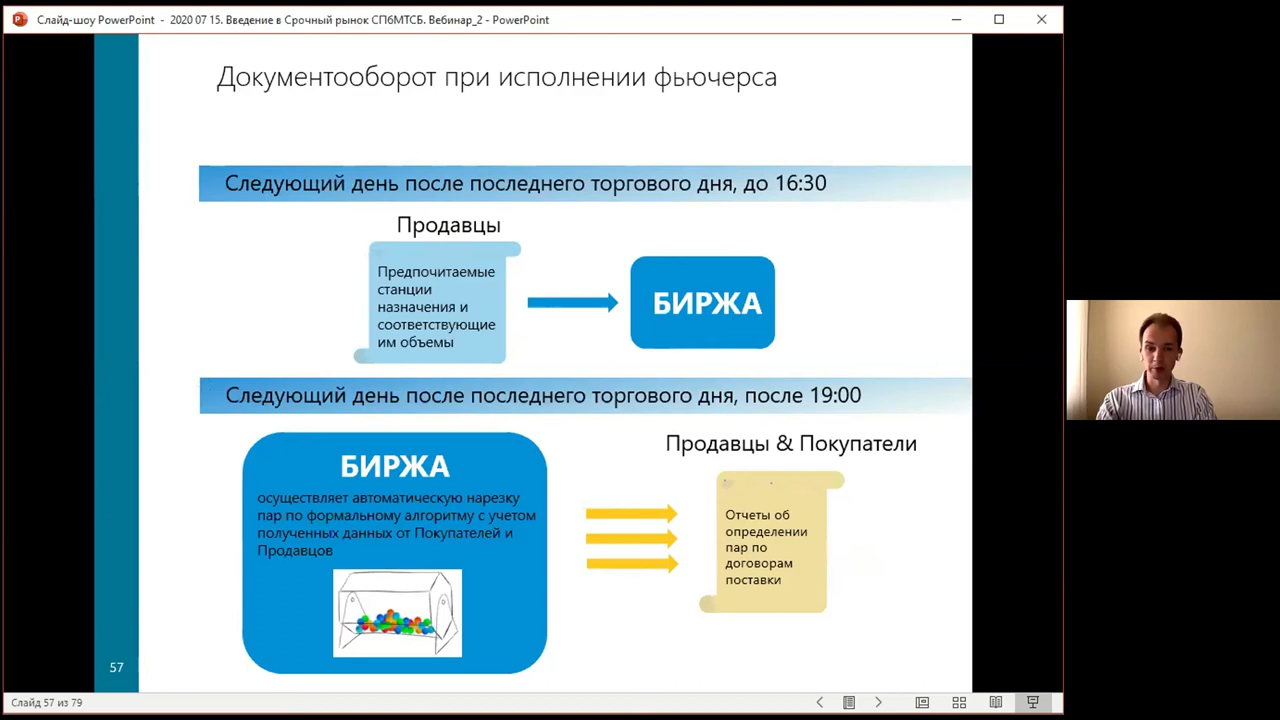 Слайд-шоу PowerPoint - 2020 07 15. Введение в Срочный рынок СПбМТСБ. Вебинар_2 - PowerPoint
Документооборот при исполнении фьючерса
Следующий день после последнего торгового дня, до 16:30
Продавцы
Предпочитаемые
станции
назначения и
соответствующие
им объемы
БИРЖА
Следующий день после последнего торгового дня, после 19:00
БИРЖА
осуществляет автоматическую нарезку
пар по формальному алгоритму с учетом
полученных данных от Покупателей и
Продавцов
Продавцы & Покупатели
Отчеты об
определении
пар по
договорам
поставки
57
Слайд 57 из 79